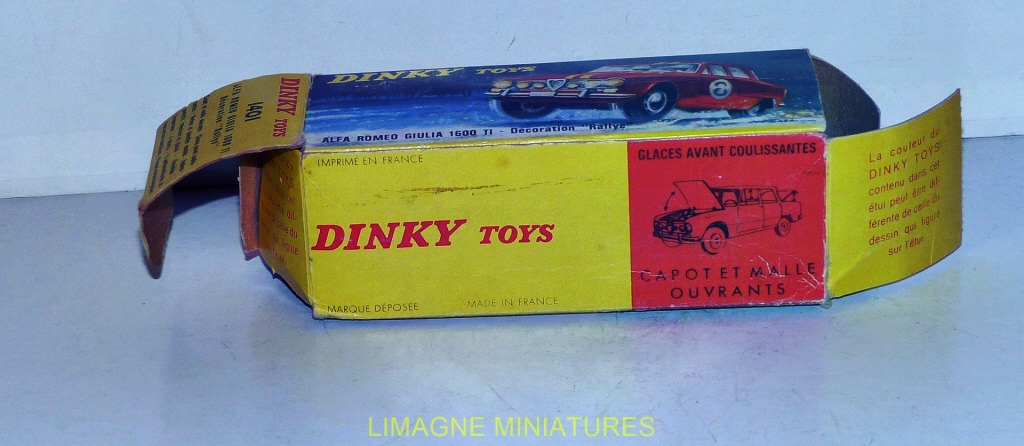 DINKY TOYS
ALFA ROMEO GIULIA 1600 TI - Décoration "Rallye"
IMPRIME EN FRANCE
DINKY TOYS
MARQUE DÉPOSÉE
MADE IN FRANCE
GLACES AVANT COULISSANTES
CAPOT ET MALLE
OUVRANTS
La couleur du
DINKY TOYS
contenu dans cet
étui peut être dif-
férente de celle du
dessin qui figure
sur l'étui
DINKY TOYS
1401
LIMAGNE MINIATURES